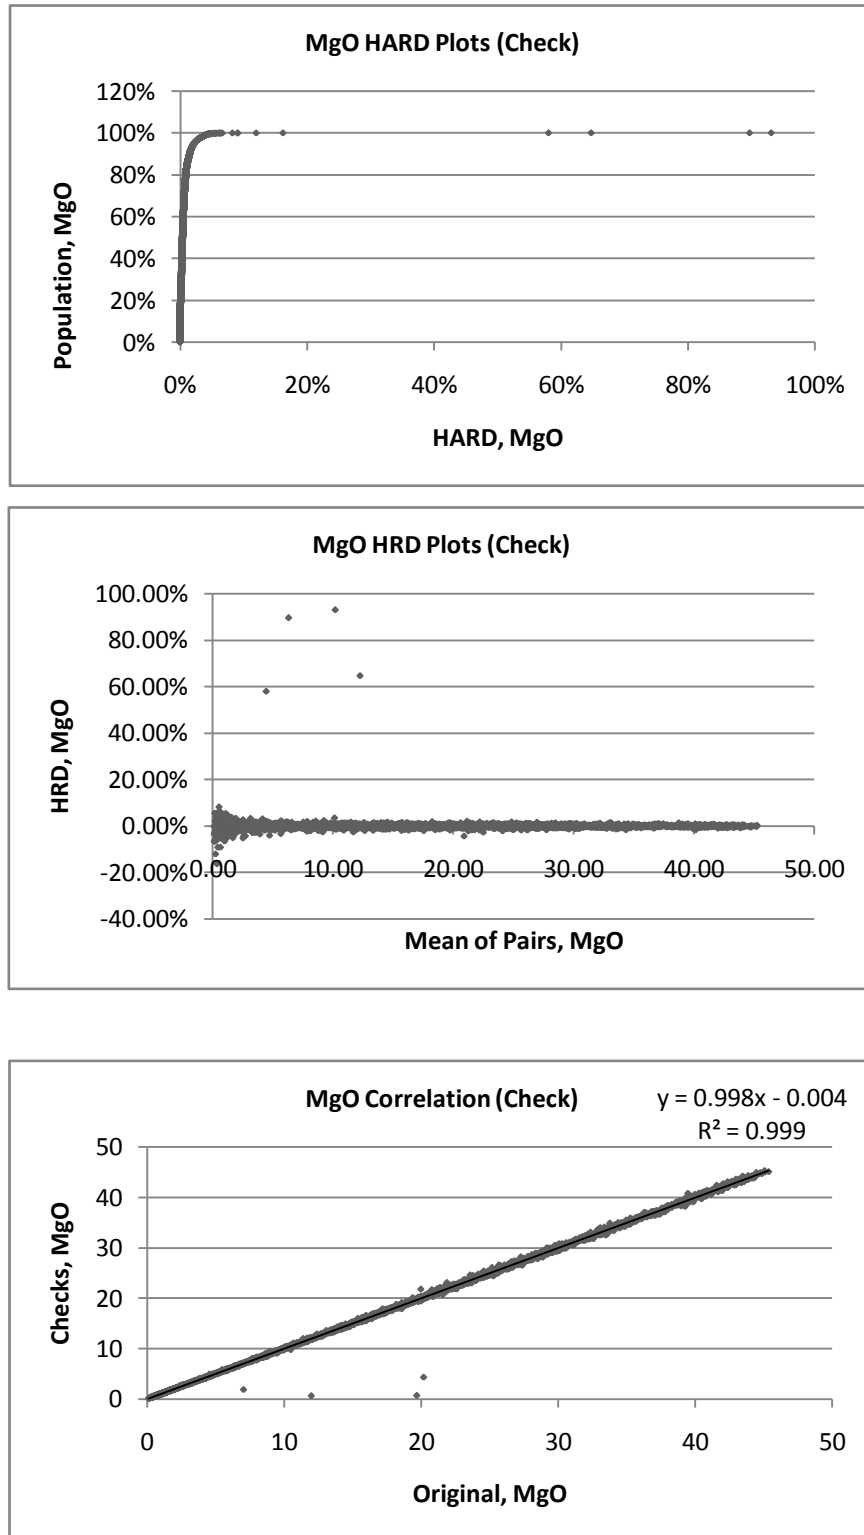 MgO HARD Plots (Check)
120%
100%
80%
60%
40%
20%
0%
Population, MgO
0% 20% 40% 60% 80% 100%
HARD, MgO
MgO HRD Plots (Check)
100.00%
80.00%
60.00%
40.00%
20.00%
0.00%
-20.00%
-40.00%
HRD, MgO
0.00 10.00 20.00 30.00 40.00 50.00
Mean of Pairs, MgO
MgO Correlation (Check)
y = 0.998x - 0.004
R² = 0.999
50
40
30
20
10
0
Checks, MgO
0 10 20 30 40 50
Original, MgO